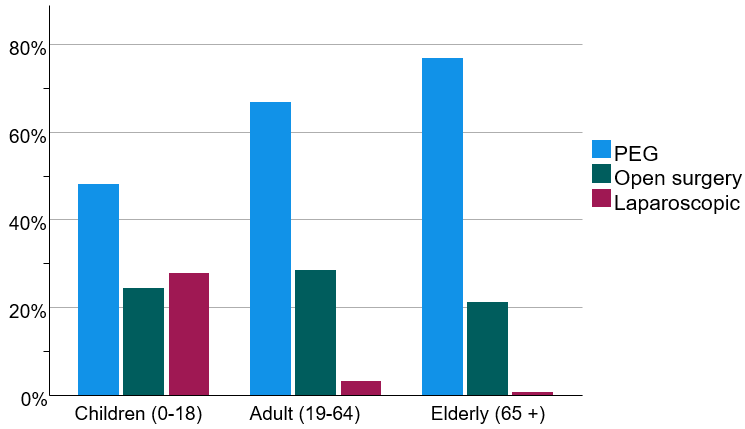 80%
60%
40%
20%
0%
Children (0-18)
Adult (19-64)
Elderly (65 +)
PEG
Open surgery
Laparoscopic